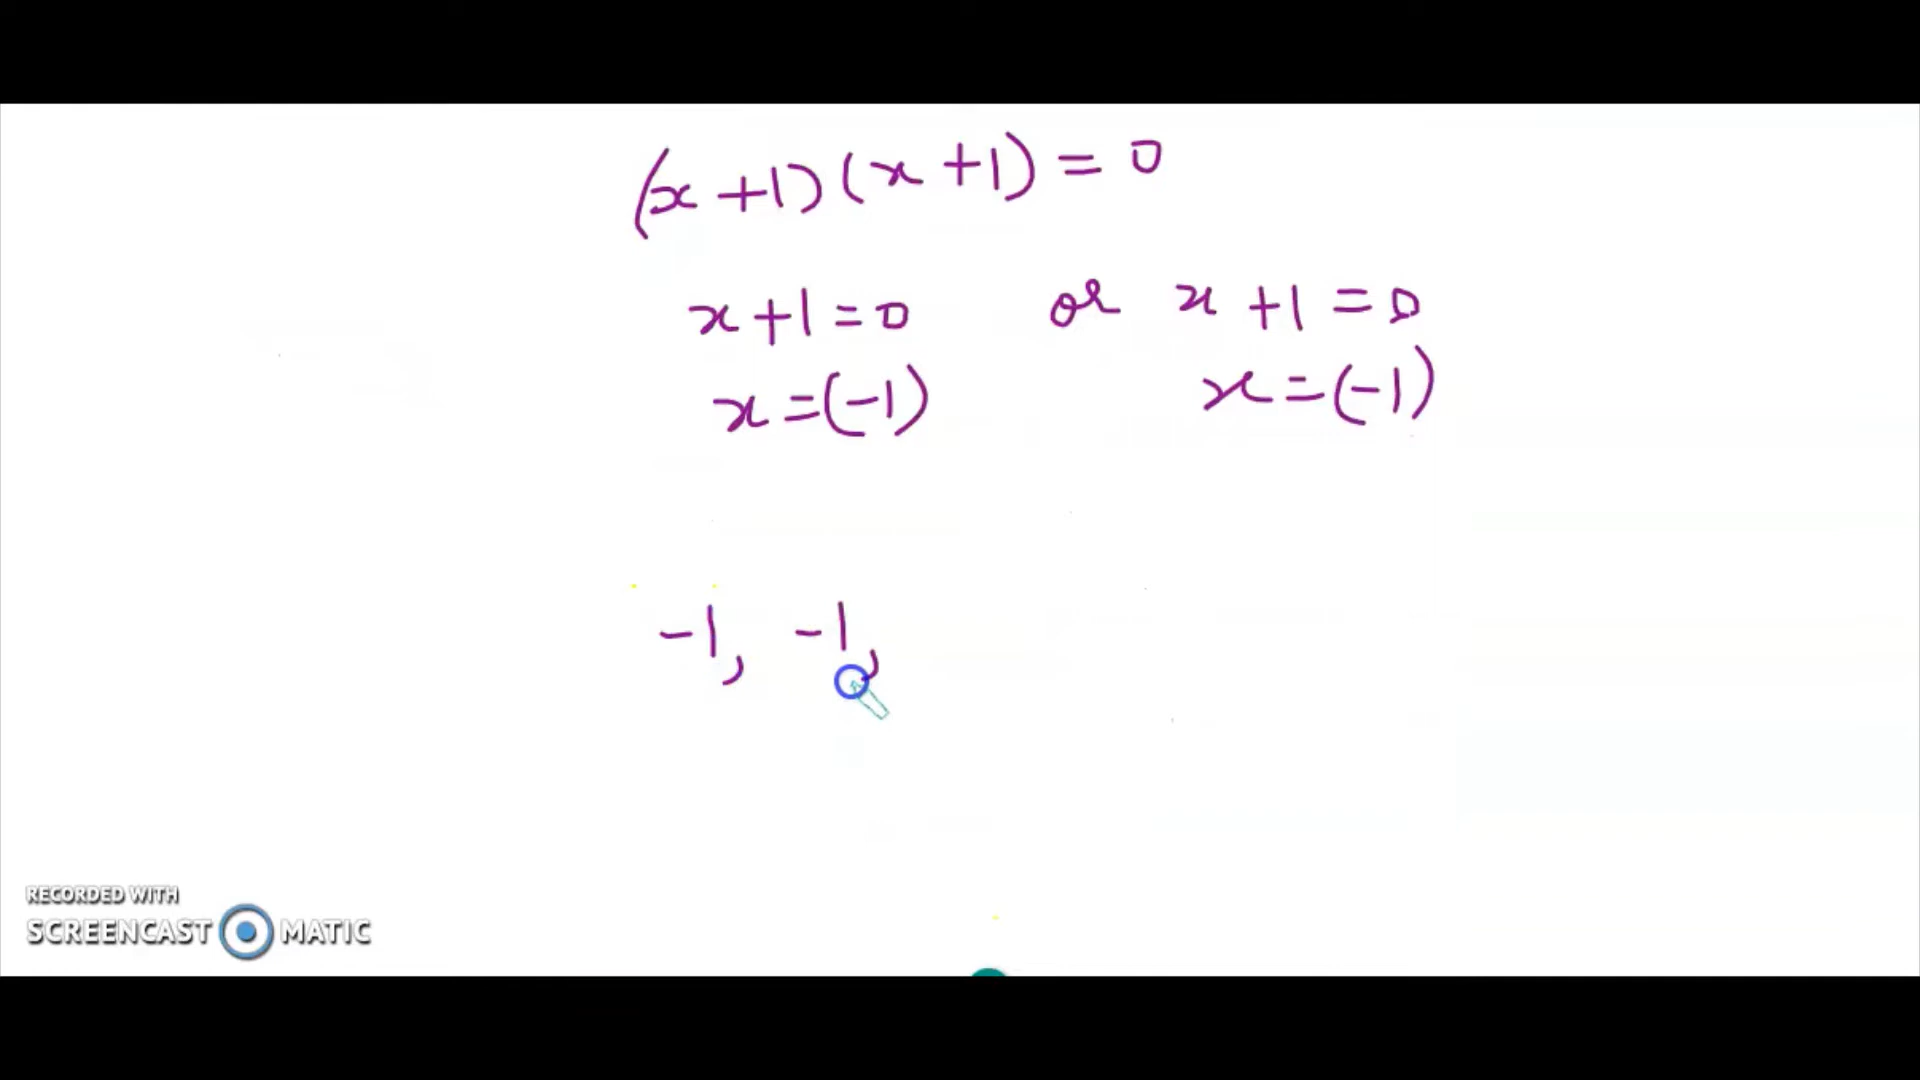 (x+1)(x+1)=0
x+1=0 or x+1=0
x=(-1) x=(-1)
-1, -1,
RECORDED WITH
SCREENCAST MATIC